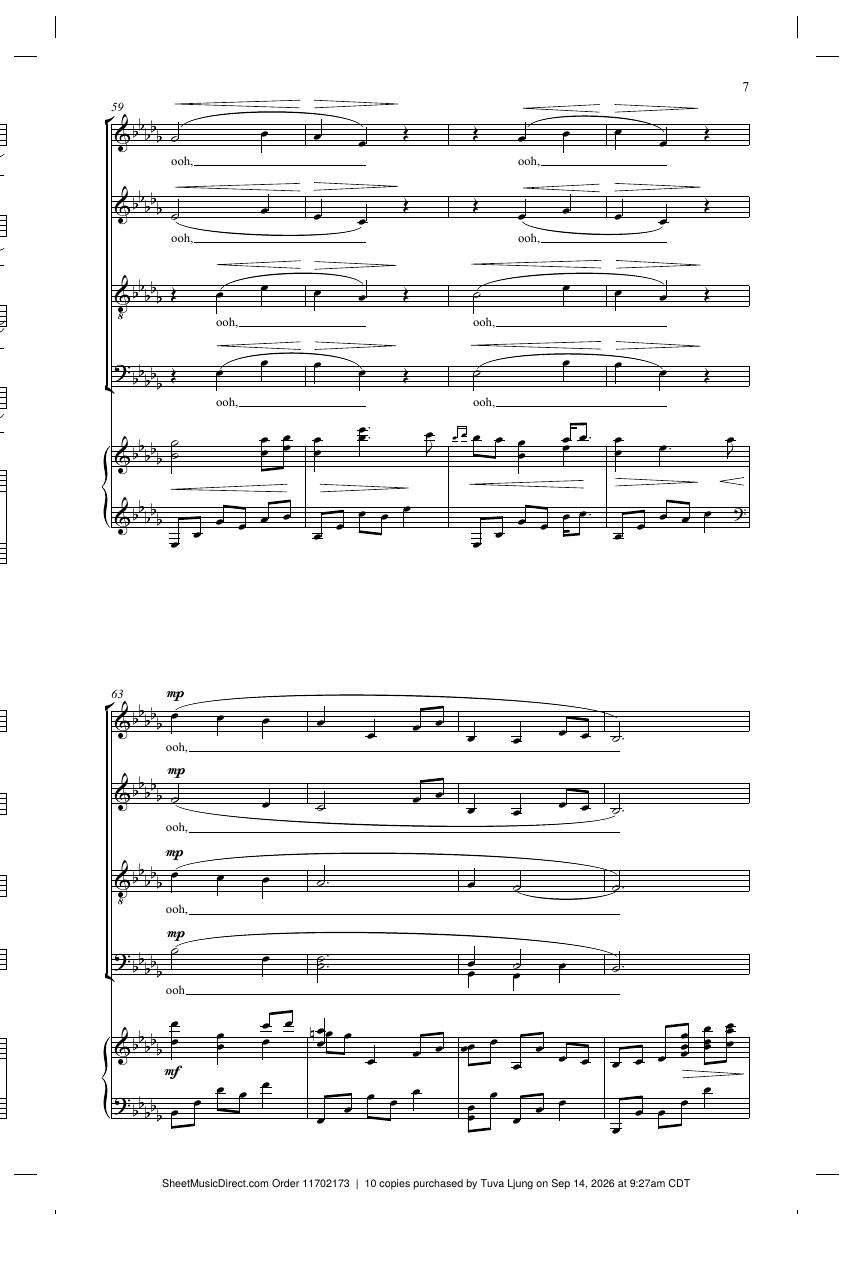 7
59
ooh,
ooh,
ooh,
ooh,
8
ooh,
ooh,
ooh,
ooh,
63
mp
ooh,
mp
ooh,
mp
8
ooh,
mp
ooh
mf
SheetMusicDirect.com Order 11702173 | 10 copies purchased by Tuva Ljung on Sep 14, 2026 at 9:27am CDT